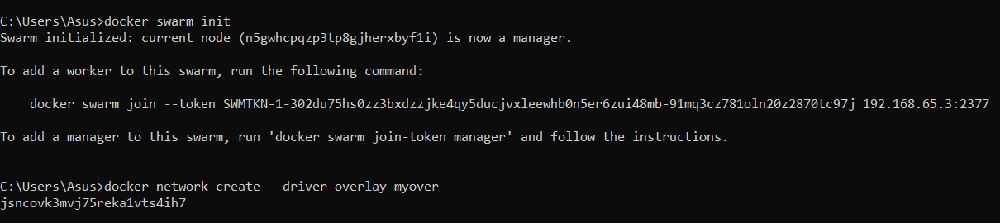 C:\Users\Asus>docker swarm init
Swarm initialized: current node (n5gwhcpqzp3tp8gjherxbyf1i) is now a manager.
To add a worker to this swarm, run the following command:
docker swarm join --token SWMTKN-1-302du75hs0zz3bxdzzjke4qy5ducjvxleewhb0n5er6zui48mb-91mq3cz781oln20z2870tc97j 192.168.65.3:2377
To add a manager to this swarm, run 'docker swarm join-token manager' and follow the instructions.
C:\Users\Asus>docker network create --driver overlay myover
jsncovk3mvj75reka1vts4ih7